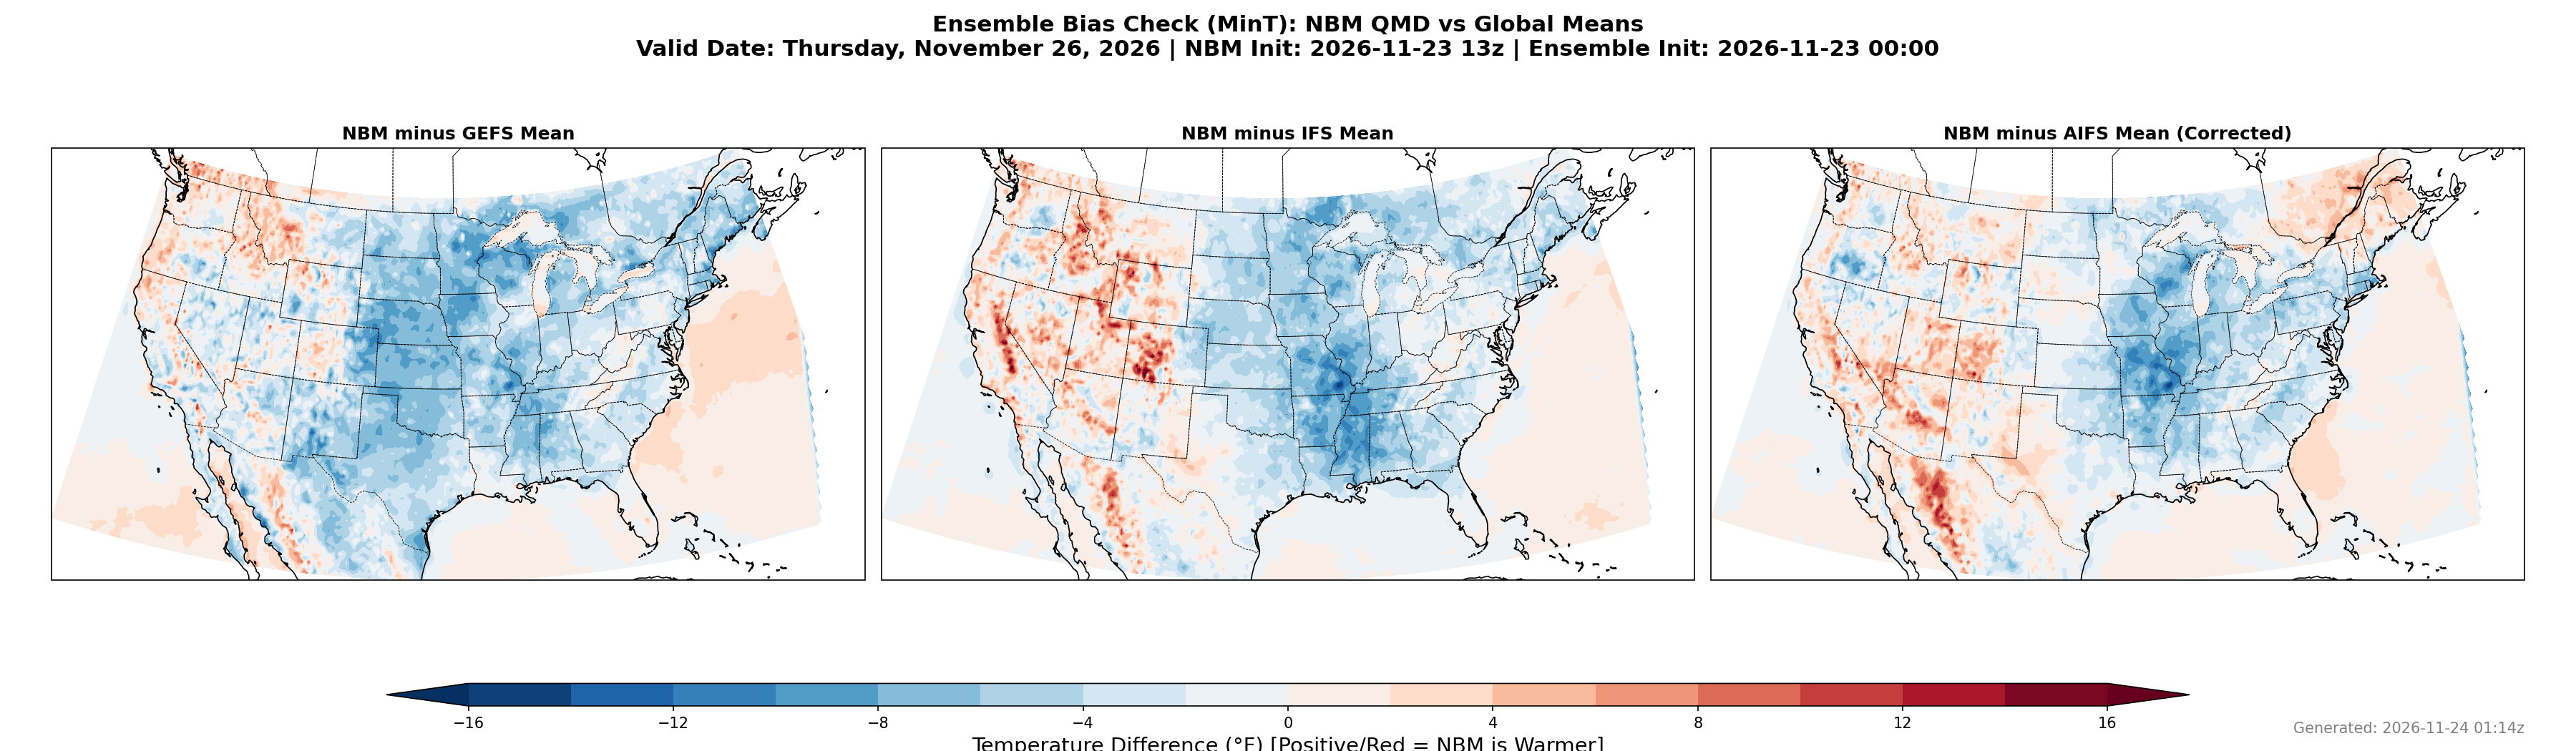 Ensemble Bias Check (MinT): NBM QMD vs Global Means
Valid Date: Thursday, November 26, 2026 | NBM Init: 2026-11-23 13z | Ensemble Init: 2026-11-23 00:00
NBM minus GEFS Mean
NBM minus IFS Mean
NBM minus AIFS Mean (Corrected)
−16 −12 −8 −4 0 4 8 12 16
Generated: 2026-11-24 01:14z
Temperature Difference (°F) [Positive/Red = NBM is Warmer]